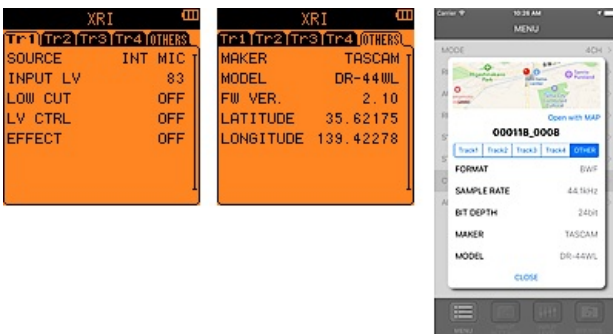 XRI
Tr1 Tr2 Tr3 Tr4 OTHERS
SOURCE INT MIC
INPUT LV 83
LOW CUT OFF
LV CTRL OFF
EFFECT OFF
XRI
Tr1 Tr2 Tr3 Tr4 OTHERS
MAKER TASCAM
MODEL DR-44WL
FW VER. 2.10
LATITUDE 35.62175
LONGITUDE 139.42278
Carrier 10:26 AM
MENU
MODE 4CH
Open with MAP
000118_0008
Track1 Track2 Track3 Track4 OTHER
FORMAT BWF
SAMPLE RATE 44.1kHz
BIT DEPTH 24bit
MAKER TASCAM
MODEL DR-44WL
CLOSE
MENU